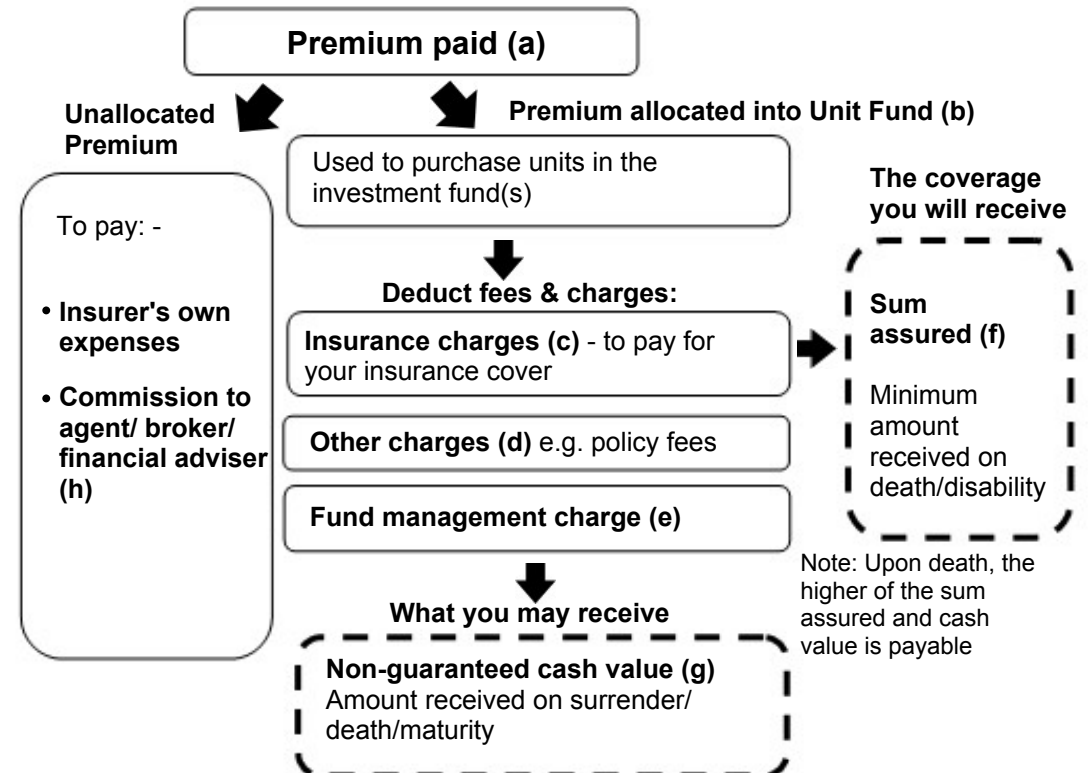 Premium paid (a)
Unallocated
Premium
Premium allocated into Unit Fund (b)
Used to purchase units in the
investment fund(s)
To pay: -
• Insurer's own
expenses
• Commission to
agent/ broker/
financial adviser
(h)
Deduct fees & charges:
Insurance charges (c) - to pay for
your insurance cover
Other charges (d) e.g. policy fees
Fund management charge (e)
The coverage
you will receive
Sum
assured (f)
Minimum
amount
received on
death/disability
Note: Upon death, the
higher of the sum
assured and cash
value is payable
What you may receive
Non-guaranteed cash value (g)
Amount received on surrender/
death/maturity